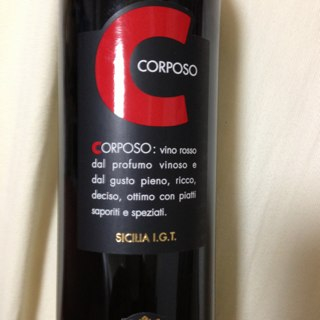 CORPOSO
CORPOSO: vino rosso
dal profumo vinoso e
dal gusto pieno, ricco,
deciso, ottimo con piatti
saporiti e speziati.
SICILIA I.G.T.